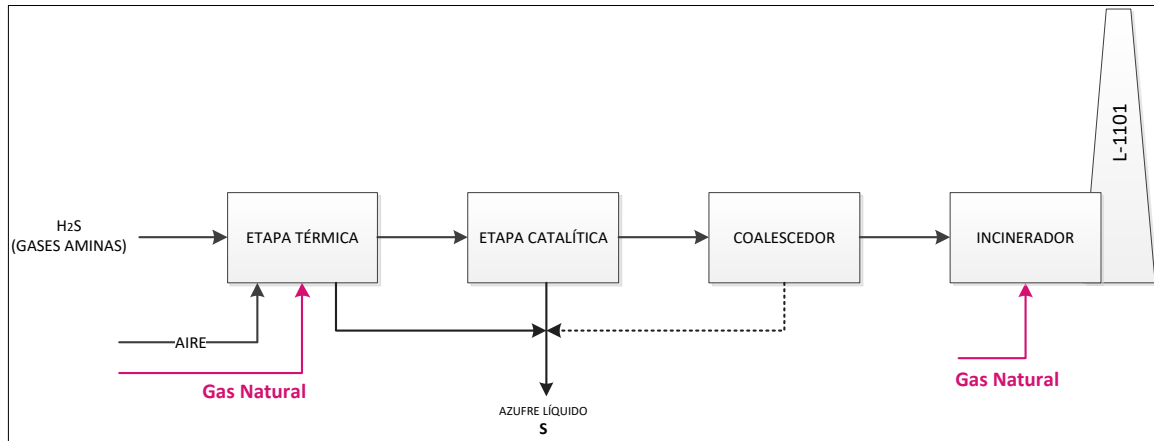 L-1101
H2S
(GASES AMINAS)
ETAPA TÉRMICA
ETAPA CATALÍTICA
COALESCEDOR
INCINERADOR
AIRE
Gas Natural
Gas Natural
AZUFRE LÍQUIDO
S